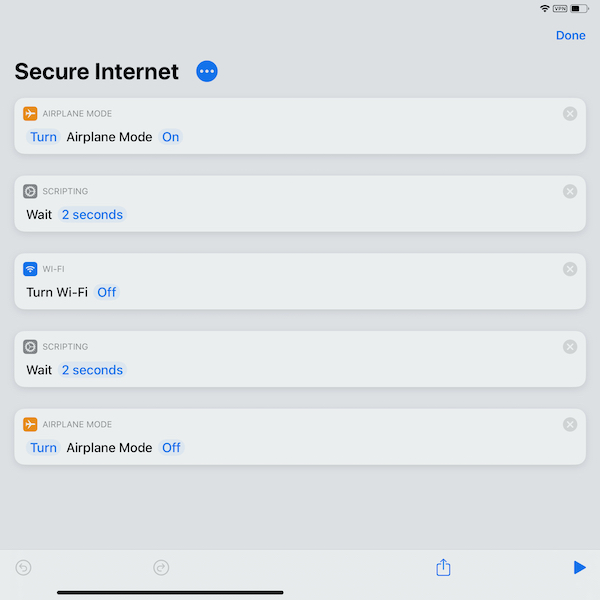 VPN
Done
Secure Internet
AIRPLANE MODE
Turn Airplane Mode On
SCRIPTING
Wait 2 seconds
WI-FI
Turn Wi-Fi Off
SCRIPTING
Wait 2 seconds
AIRPLANE MODE
Turn Airplane Mode Off